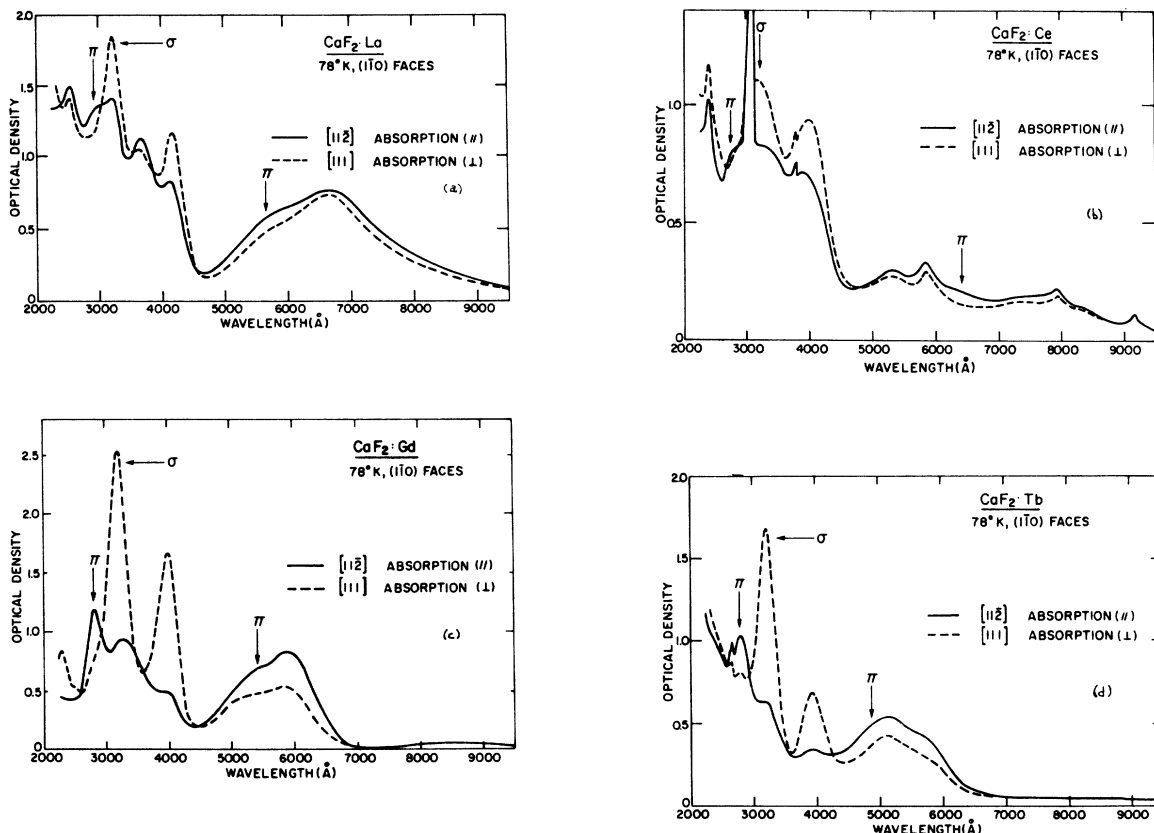 CaF2:La
78°K, (11̄0) FACES
π
σ
[112̄] ABSORPTION (//)
[111] ABSORPTION (⊥)
(a)
π
OPTICAL DENSITY
2.0
1.5
1.0
0.5
0
2000 3000 4000 5000 6000 7000 8000 9000
WAVELENGTH(Å)
CaF2:Ce
78°K, (11̄0) FACES
σ
π
[112̄] ABSORPTION (//)
[111] ABSORPTION (⊥)
(b)
π
OPTICAL DENSITY
1.0
0.5
0
2000 3000 4000 5000 6000 7000 8000 9000
WAVELENGTH (Å)
CaF2:Gd
78°K, (11̄0) FACES
σ
π
[112̄] ABSORPTION (//)
[111] ABSORPTION (⊥)
(c)
π
OPTICAL DENSITY
2.5
2.0
1.5
1.0
0.5
0
2000 3000 4000 5000 6000 7000 8000 9000
WAVELENGTH(Å)
CaF2:Tb
78°K, (11̄0) FACES
σ
π
[112̄] ABSORPTION (//)
[111] ABSORPTION (⊥)
(d)
π
OPTICAL DENSITY
2.0
1.5
1.0
0.5
0
2000 3000 4000 5000 6000 7000 8000 9000
WAVELENGTH(Å)